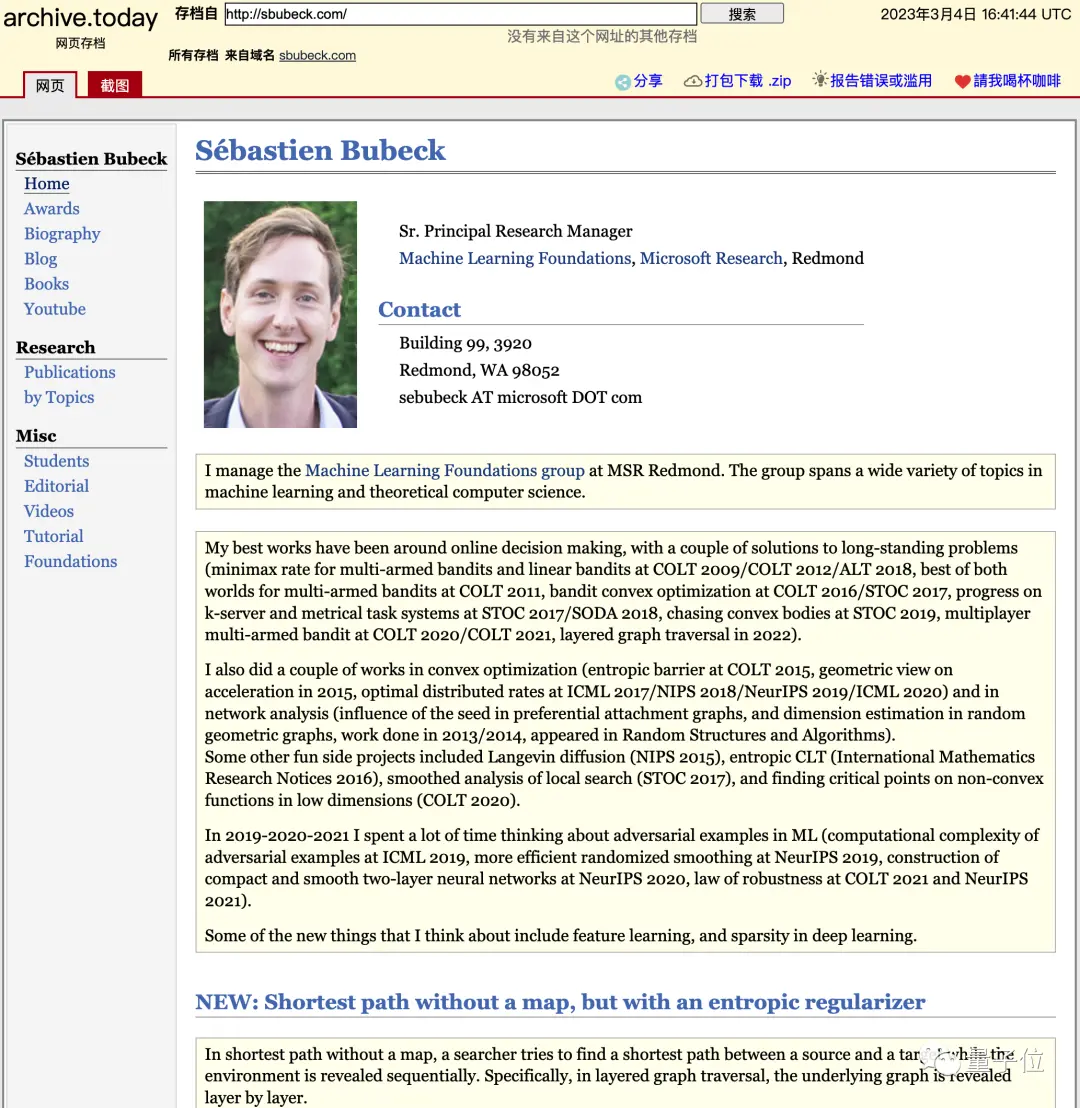 archive.today
网页存档
存档自 http://sbubeck.com/ 搜索 2023年3月4日 16:41:44 UTC
没有来自这个网址的其他存档
所有存档 来自域名 sbubeck.com
网页 截图 分享 打包下载 .zip 报告错误或滥用 請我喝杯咖啡
Sébastien Bubeck
Home
Awards
Biography
Blog
Books
Youtube
Research
Publications
by Topics
Misc
Students
Editorial
Videos
Tutorial
Foundations
Sébastien Bubeck
Sr. Principal Research Manager
Machine Learning Foundations, Microsoft Research, Redmond
Contact
Building 99, 3920
Redmond, WA 98052
sebubeck AT microsoft DOT com
I manage the Machine Learning Foundations group at MSR Redmond. The group spans a wide variety of topics in
machine learning and theoretical computer science.
My best works have been around online decision making, with a couple of solutions to long-standing problems
(minimax rate for multi-armed bandits and linear bandits at COLT 2009/COLT 2012/ALT 2018, best of both
worlds for multi-armed bandits at COLT 2011, bandit convex optimization at COLT 2016/STOC 2017, progress on
k-server and metrical task systems at STOC 2017/SODA 2018, chasing convex bodies at STOC 2019, multiplayer
multi-armed bandit at COLT 2020/COLT 2021, layered graph traversal in 2022).
I also did a couple of works in convex optimization (entropic barrier at COLT 2015, geometric view on
acceleration in 2015, optimal distributed rates at ICML 2017/NIPS 2018/NeurIPS 2019/ICML 2020) and in
network analysis (influence of the seed in preferential attachment graphs, and dimension estimation in random
geometric graphs, work done in 2013/2014, appeared in Random Structures and Algorithms).
Some other fun side projects included Langevin diffusion (NIPS 2015), entropic CLT (International Mathematics
Research Notices 2016), smoothed analysis of local search (STOC 2017), and finding critical points on non-convex
functions in low dimensions (COLT 2020).
In 2019-2020-2021 I spent a lot of time thinking about adversarial examples in ML (computational complexity of
adversarial examples at ICML 2019, more efficient randomized smoothing at NeurIPS 2019, construction of
compact and smooth two-layer neural networks at NeurIPS 2020, law of robustness at COLT 2021 and NeurIPS
2021).
Some of the new things that I think about include feature learning, and sparsity in deep learning.
NEW: Shortest path without a map, but with an entropic regularizer
In shortest path without a map, a searcher tries to find a shortest path between a source and a while the
environment is revealed sequentially. Specifically, in layered graph traversal, the underlying graph is revealed
layer by layer.
量子位